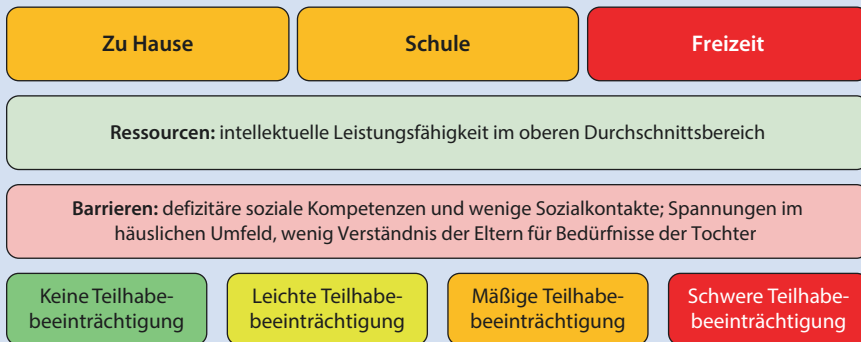 Zu Hause
Schule
Freizeit
Ressourcen: intellektuelle Leistungsfähigkeit im oberen Durchschnittsbereich
Barrieren: defizitäre soziale Kompetenzen und wenige Sozialkontakte; Spannungen im
häuslichen Umfeld, wenig Verständnis der Eltern für Bedürfnisse der Tochter
Keine Teilhabe-
beeinträchtigung
Leichte Teilhabe-
beeinträchtigung
Mäßige Teilhabe-
beeinträchtigung
Schwere Teilhabe-
beeinträchtigung